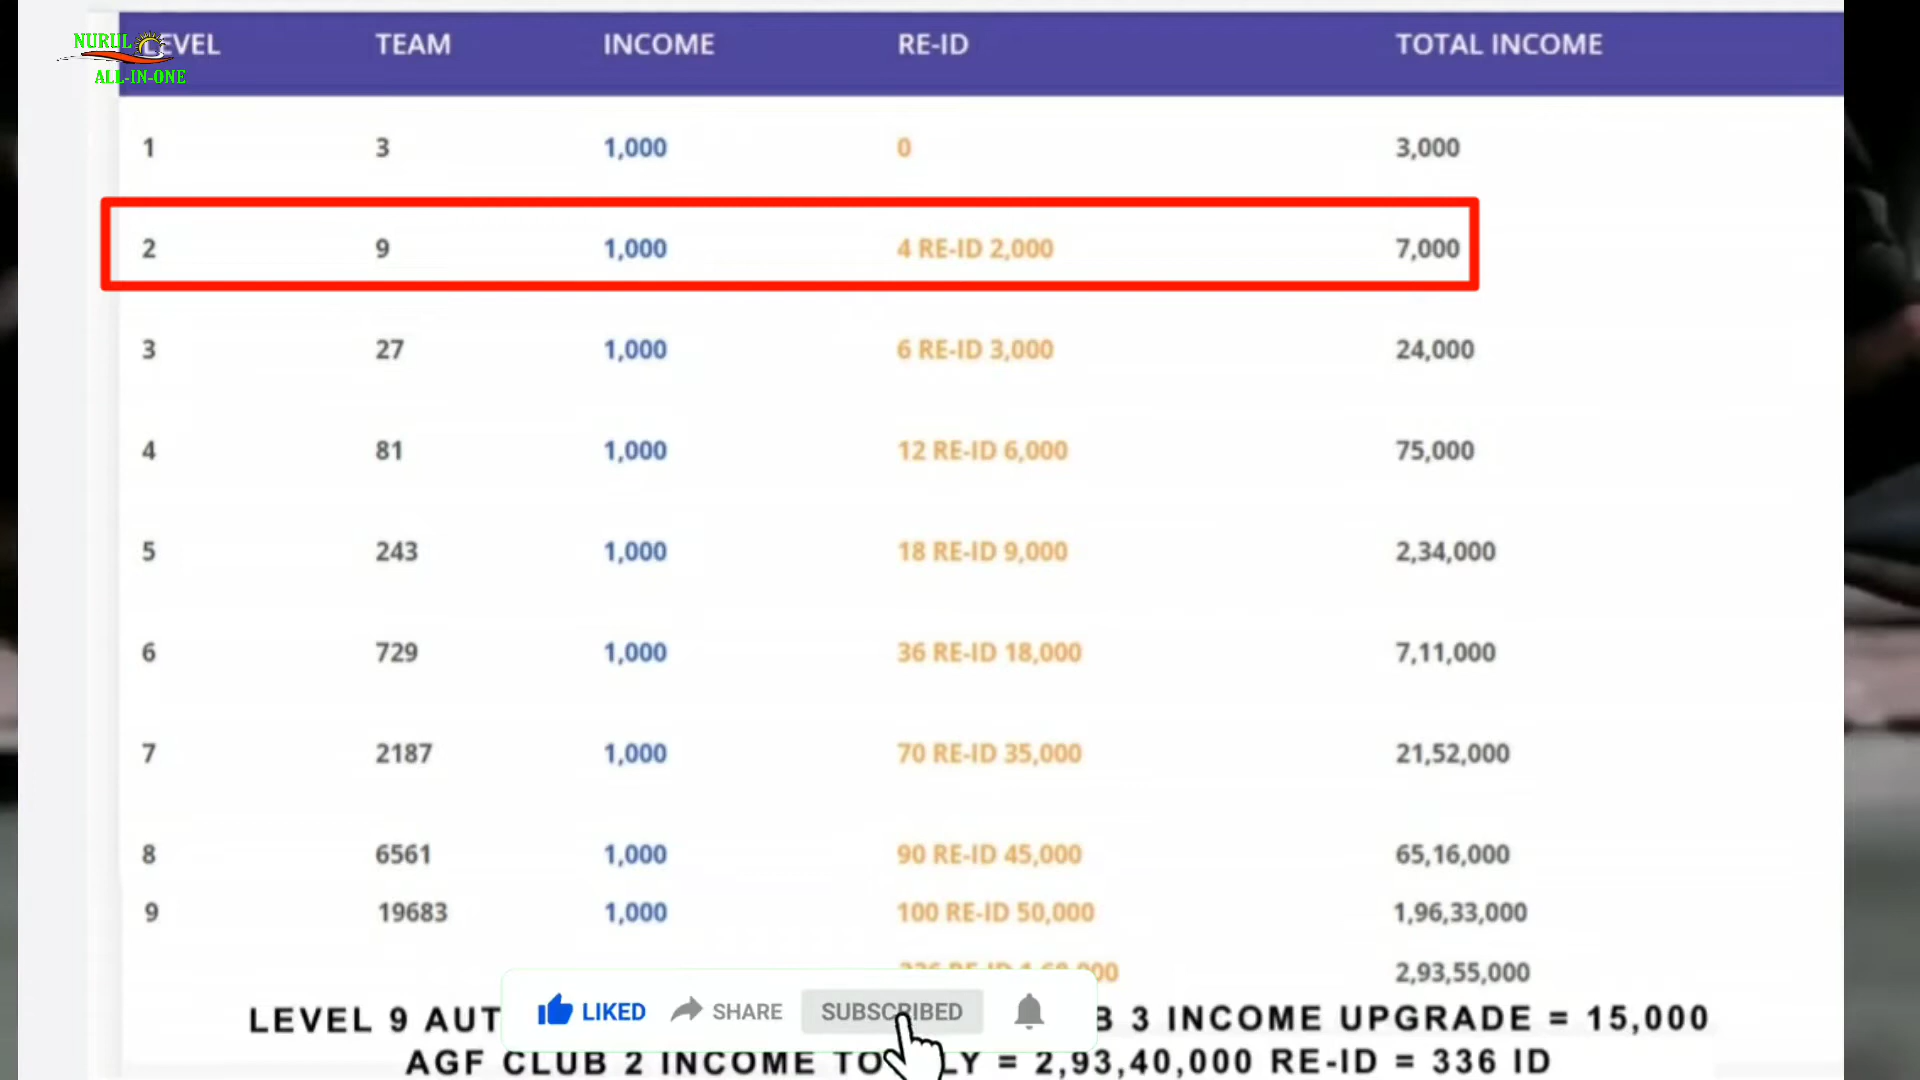 NURUL
ALL-IN-ONE
LEVEL TEAM INCOME RE-ID TOTAL INCOME
1 3 1,000 0 3,000
2 9 1,000 4 RE-ID 2,000 7,000
3 27 1,000 6 RE-ID 3,000 24,000
4 81 1,000 12 RE-ID 6,000 75,000
5 243 1,000 18 RE-ID 9,000 2,34,000
6 729 1,000 36 RE-ID 18,000 7,11,000
7 2187 1,000 70 RE-ID 35,000 21,52,000
8 6561 1,000 90 RE-ID 45,000 65,16,000
9 19683 1,000 100 RE-ID 50,000 1,96,33,000
2,93,55,000
LEVEL 9 3 INCOME UPGRADE = 15,000
LIKED SHARE SUBSCRIBED
AGF CLUB 2 INCOME = 2,93,40,000 RE-ID = 336 ID